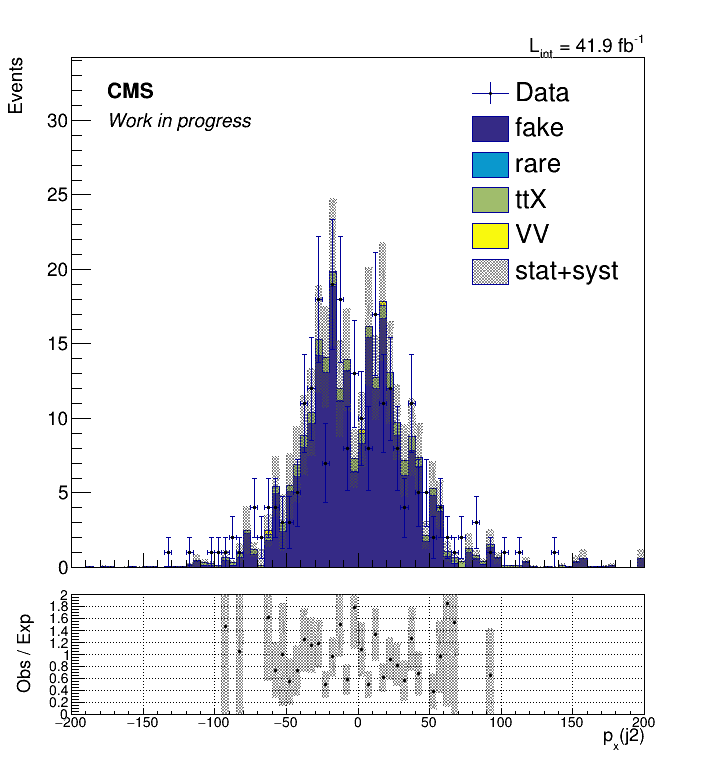 L_int = 41.9 fb^-1
Events
CMS
Work in progress
Data
fake
rare
ttX
VV
stat+syst
30
25
20
15
10
5
0
Obs / Exp
2
1.8
1.6
1.4
1.2
1
0.8
0.6
0.4
0.2
0
−200 −150 −100 −50 0 50 100 150 200
p_x(j2)